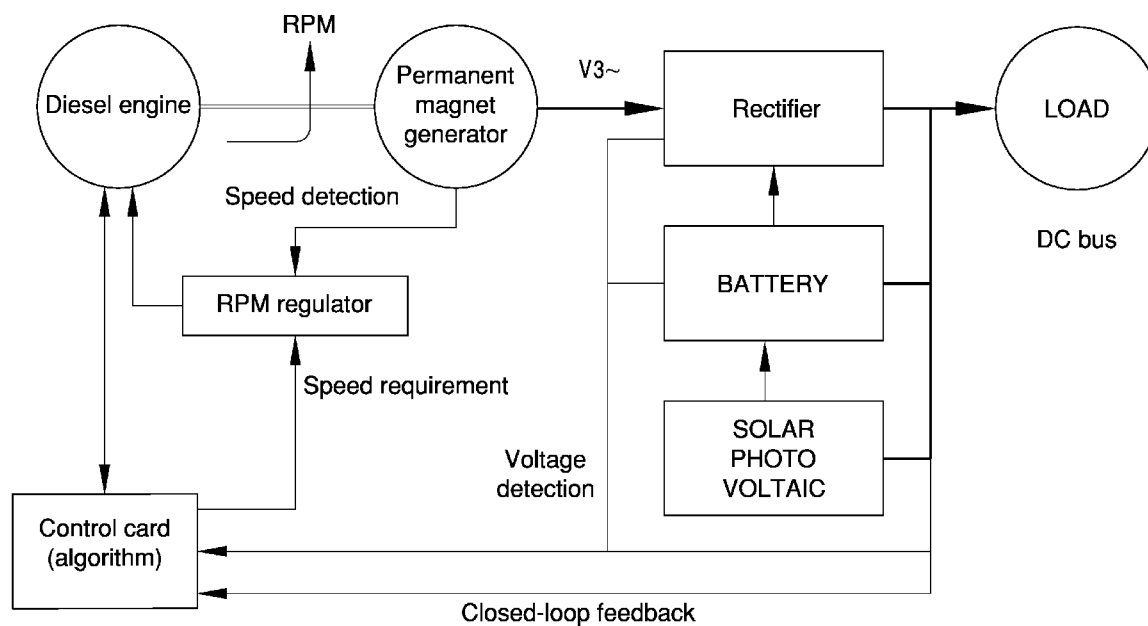 RPM
Diesel engine
Permanent
magnet
generator
V3~
Rectifier
LOAD
Speed detection
DC bus
RPM regulator
BATTERY
Speed requirement
SOLAR
PHOTO
VOLTAIC
Voltage
detection
Control card
(algorithm)
Closed-loop feedback